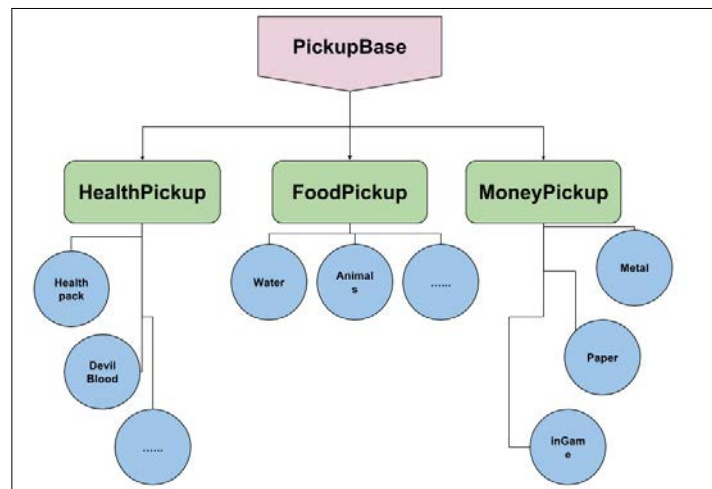 PickupBase
HealthPickup
FoodPickup
MoneyPickup
Health
pack
Water
Animal
s
......
Metal
Devil
Blood
Paper
......
inGam
e